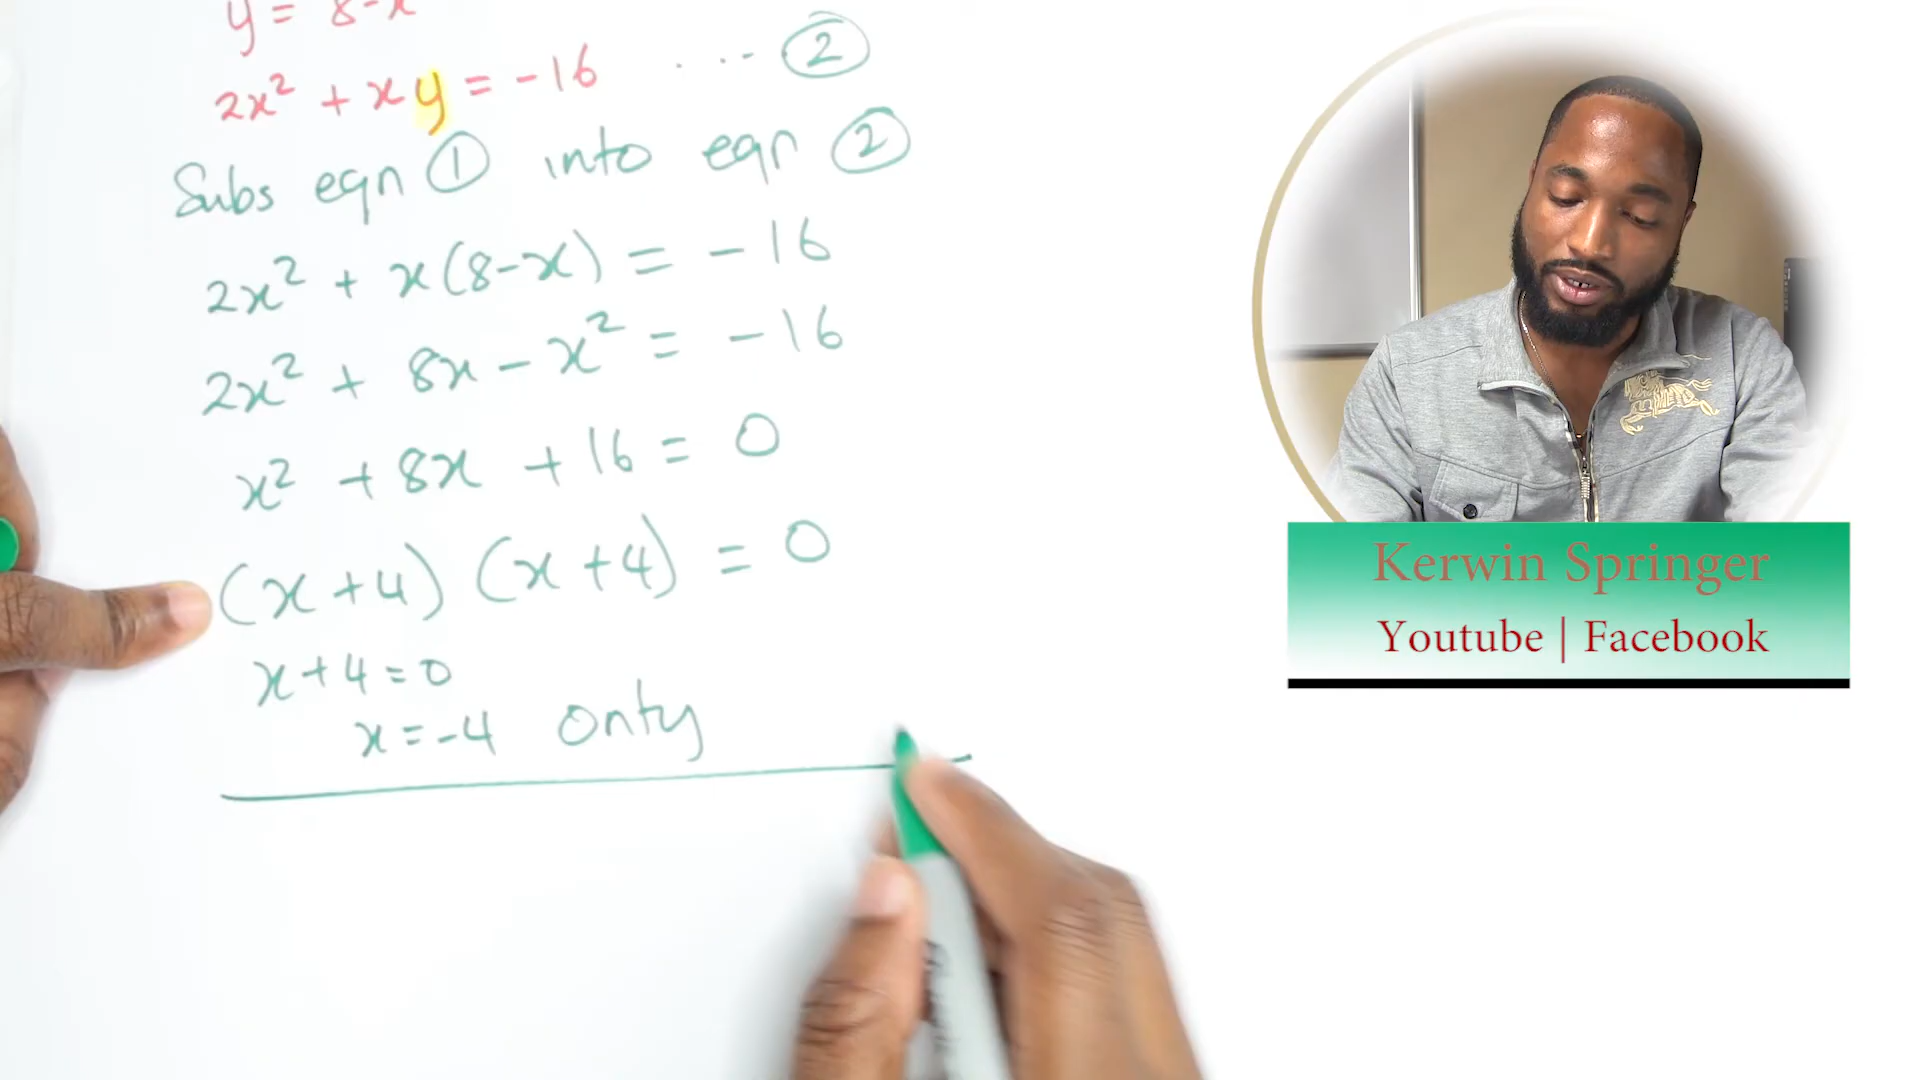 y = 8-x
2x² + xy = -16 ... ②
Subs eqn ① into eqn ②
2x² + x(8-x) = -16
2x² + 8x - x² = -16
x² + 8x + 16 = 0
(x+4) (x+4) = 0
x+4=0
x=-4 only
Kerwin Springer
Youtube | Facebook